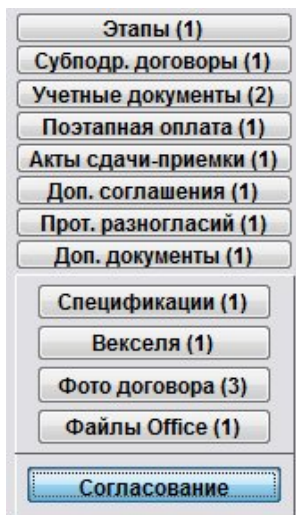 Этапы (1)
Субподр. договоры (1)
Учетные документы (2)
Поэтапная оплата (1)
Акты сдачи-приемки (1)
Доп. соглашения (1)
Прот. разногласий (1)
Доп. документы (1)
Спецификации (1)
Векселя (1)
Фото договора (3)
Файлы Office (1)
Согласование